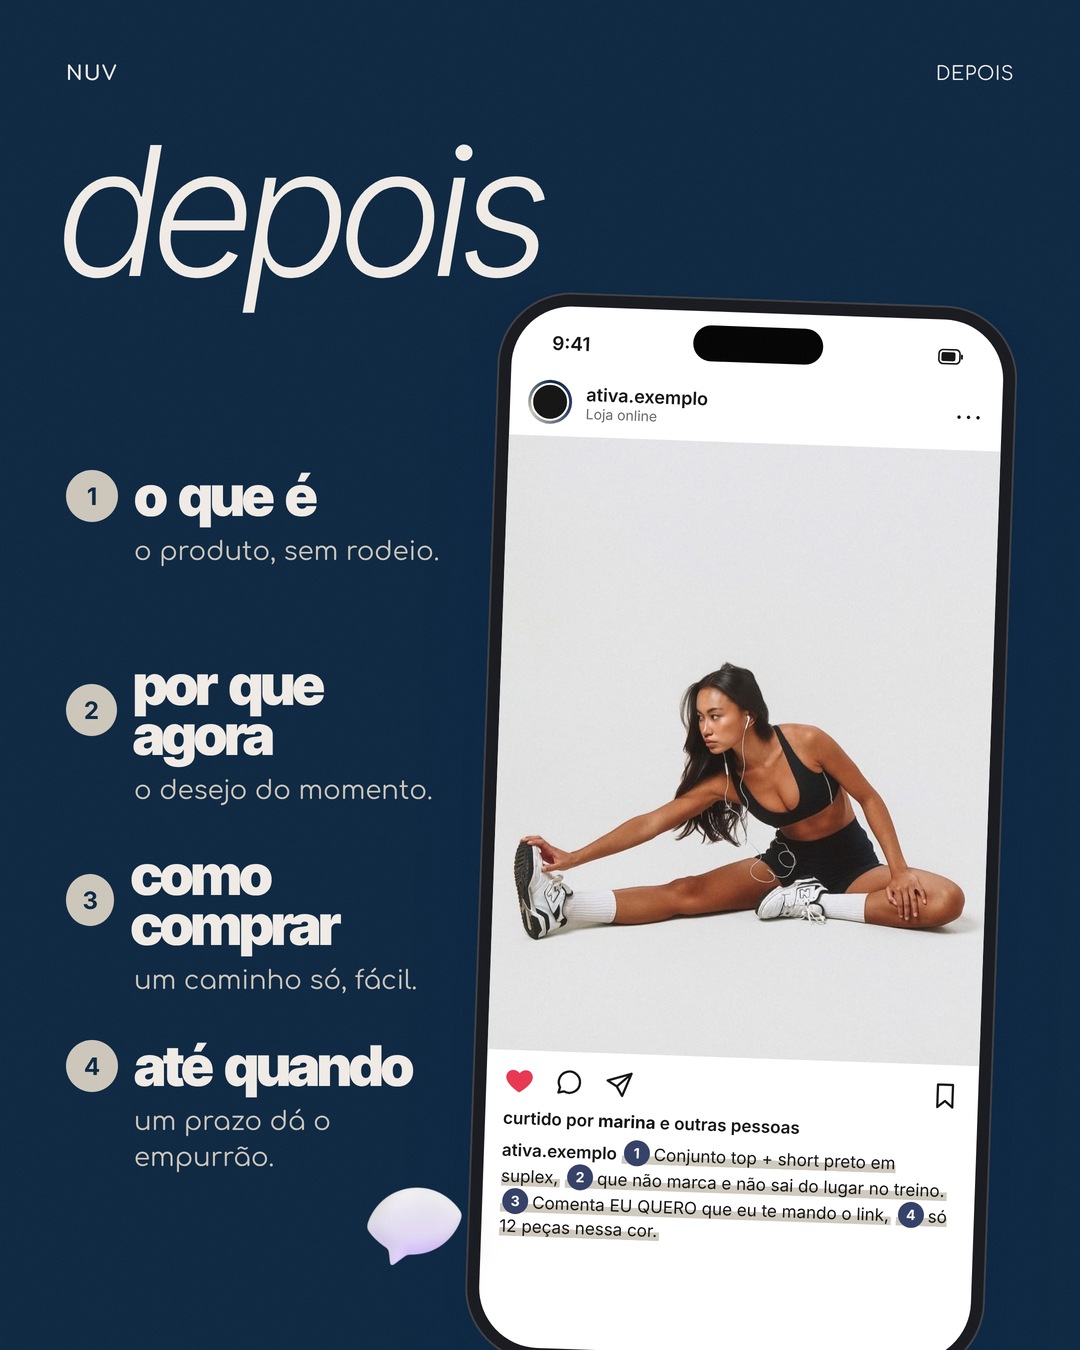 NUV
DEPOIS
depois
1 o que é
o produto, sem rodeio.
2 por que
agora
o desejo do momento.
3 como
comprar
um caminho só, fácil.
4 até quando
um prazo dá o
empurrão.
9:41
ativa.exemplo
Loja online
curtido por marina e outras pessoas
ativa.exemplo 1 Conjunto top + short preto em
suplex, 2 que não marca e não sai do lugar no treino.
3 Comenta EU QUERO que eu te mando o link, 4 só
12 peças nessa cor.